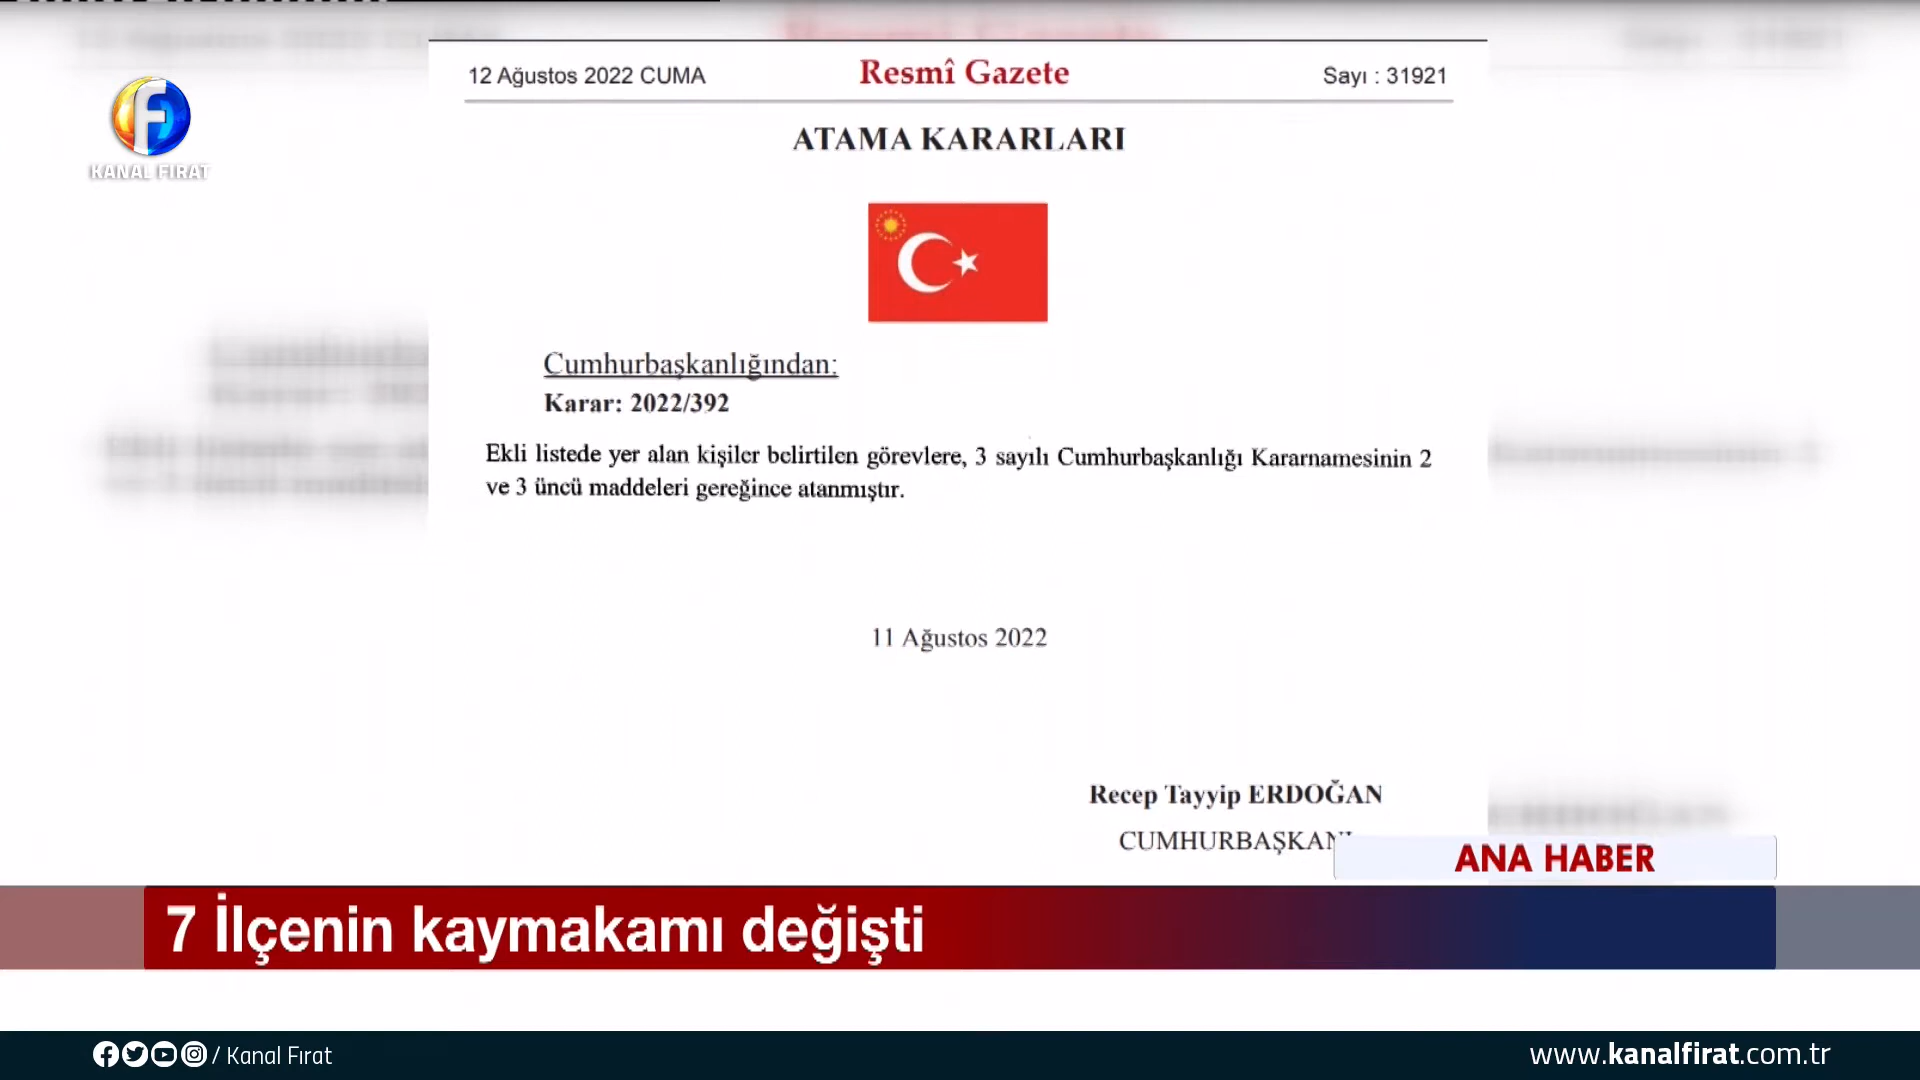 12 Ağustos 2022 CUMA
Resmî Gazete
Sayı : 31921
KANAL FIRAT
ATAMA KARARLARI
Cumhurbaşkanlığından:
Karar: 2022/392
Ekli listede yer alan kişiler belirtilen görevlere, 3 sayılı Cumhurbaşkanlığı Kararnamesinin 2
ve 3 üncü maddeleri gereğince atanmıştır.
11 Ağustos 2022
Recep Tayyip ERDOĞAN
CUMHURBAŞKANI
ANA HABER
7 İlçenin kaymakamı değişti
/ Kanal Fırat
www.kanalfirat.com.tr